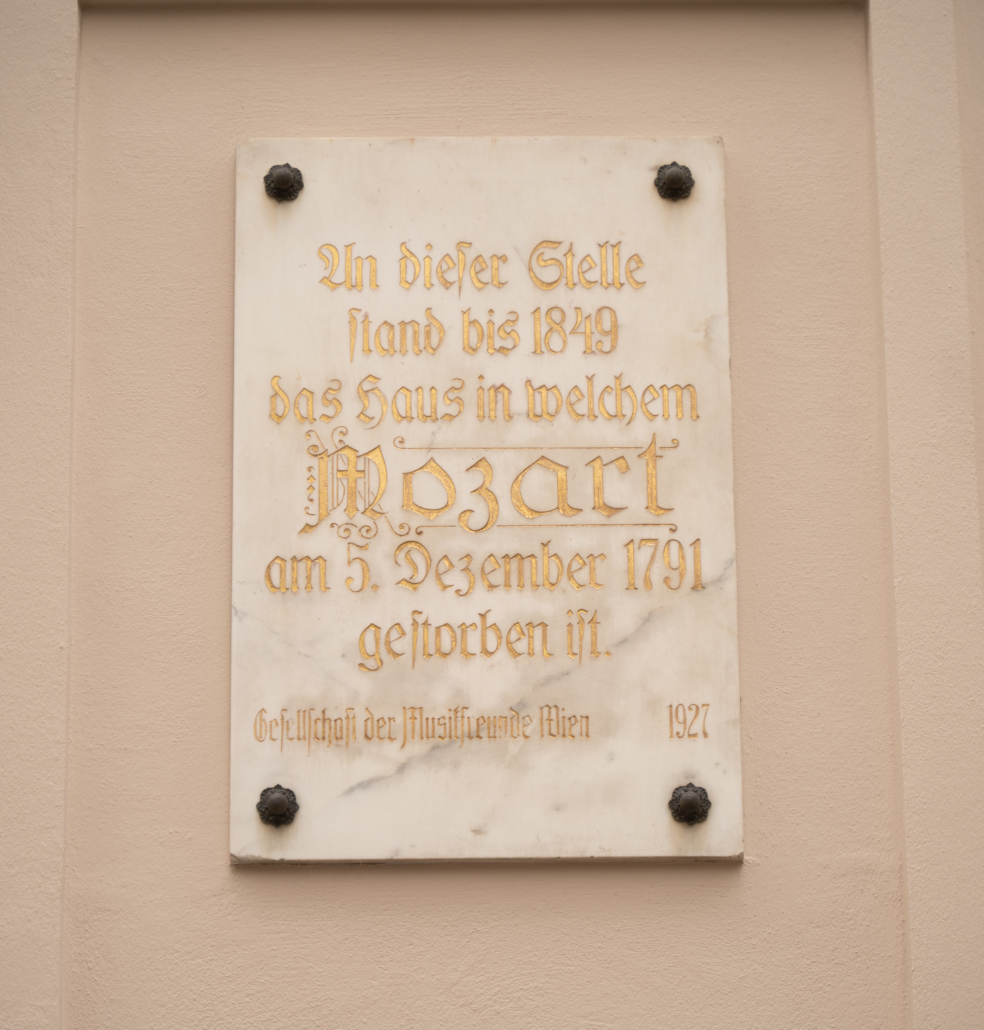 An dieser Stelle
stand bis 1849
das Haus in welchem
Mozart
am 5. Dezember 1791
gestorben ist.
Gesellschaft der Musikfreunde Wien 1927